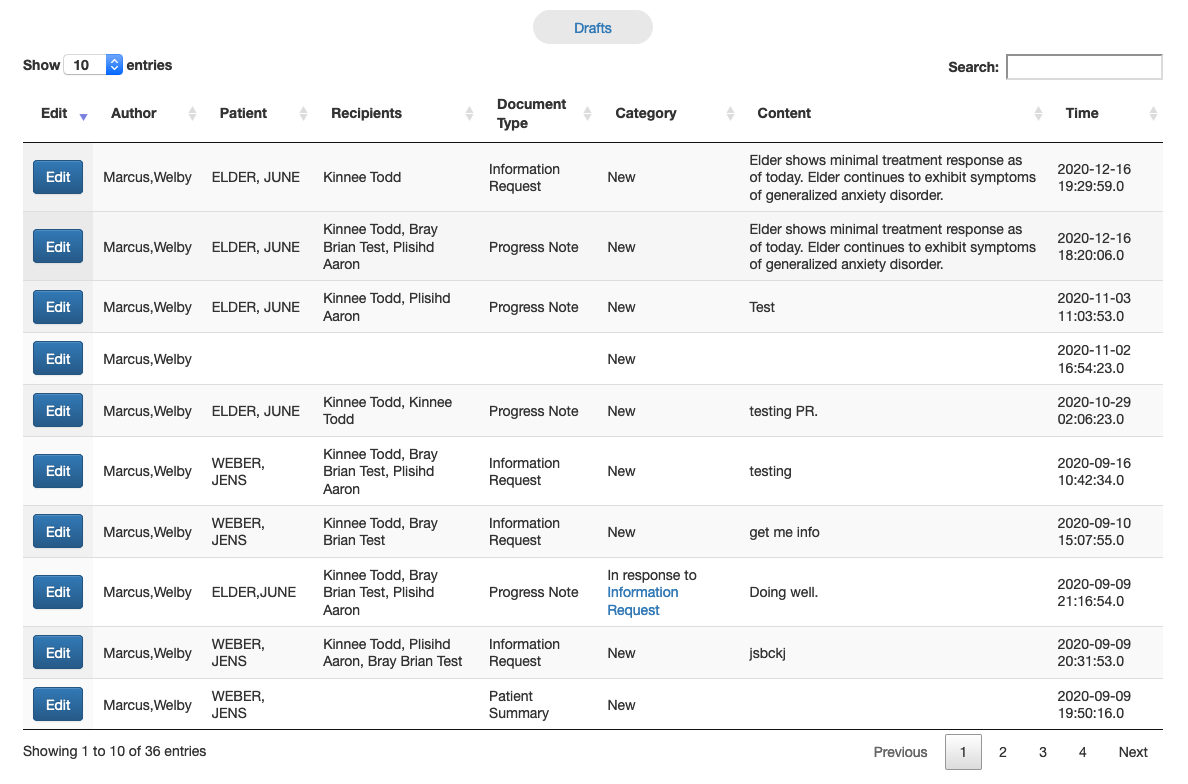 Drafts
Show 10 entries
Search:
Edit Author Patient Recipients Document Type Category Content Time
Edit Marcus,Welby ELDER, JUNE Kinnee Todd Information Request New Elder shows minimal treatment response as of today. Elder continues to exhibit symptoms of generalized anxiety disorder. 2020-12-16 19:29:59.0
Edit Marcus,Welby ELDER, JUNE Kinnee Todd, Bray Brian Test, Plisihd Aaron Progress Note New Elder shows minimal treatment response as of today. Elder continues to exhibit symptoms of generalized anxiety disorder. 2020-12-16 18:20:06.0
Edit Marcus,Welby ELDER, JUNE Kinnee Todd, Plisihd Aaron Progress Note New Test 2020-11-03 11:03:53.0
Edit Marcus,Welby New 2020-11-02 16:54:23.0
Edit Marcus,Welby ELDER, JUNE Kinnee Todd, Kinnee Todd Progress Note New testing PR. 2020-10-29 02:06:23.0
Edit Marcus,Welby WEBER, JENS Kinnee Todd, Bray Brian Test, Plisihd Aaron Information Request New testing 2020-09-16 10:42:34.0
Edit Marcus,Welby WEBER, JENS Kinnee Todd, Bray Brian Test Information Request New get me info 2020-09-10 15:07:55.0
Edit Marcus,Welby ELDER,JUNE Kinnee Todd, Bray Brian Test, Plisihd Aaron Progress Note In response to Information Request Doing well. 2020-09-09 21:16:54.0
Edit Marcus,Welby WEBER, JENS Kinnee Todd, Plisihd Aaron, Bray Brian Test Information Request New jsbckj 2020-09-09 20:31:53.0
Edit Marcus,Welby WEBER, JENS Patient Summary New 2020-09-09 19:50:16.0
Showing 1 to 10 of 36 entries
Previous 1 2 3 4 Next